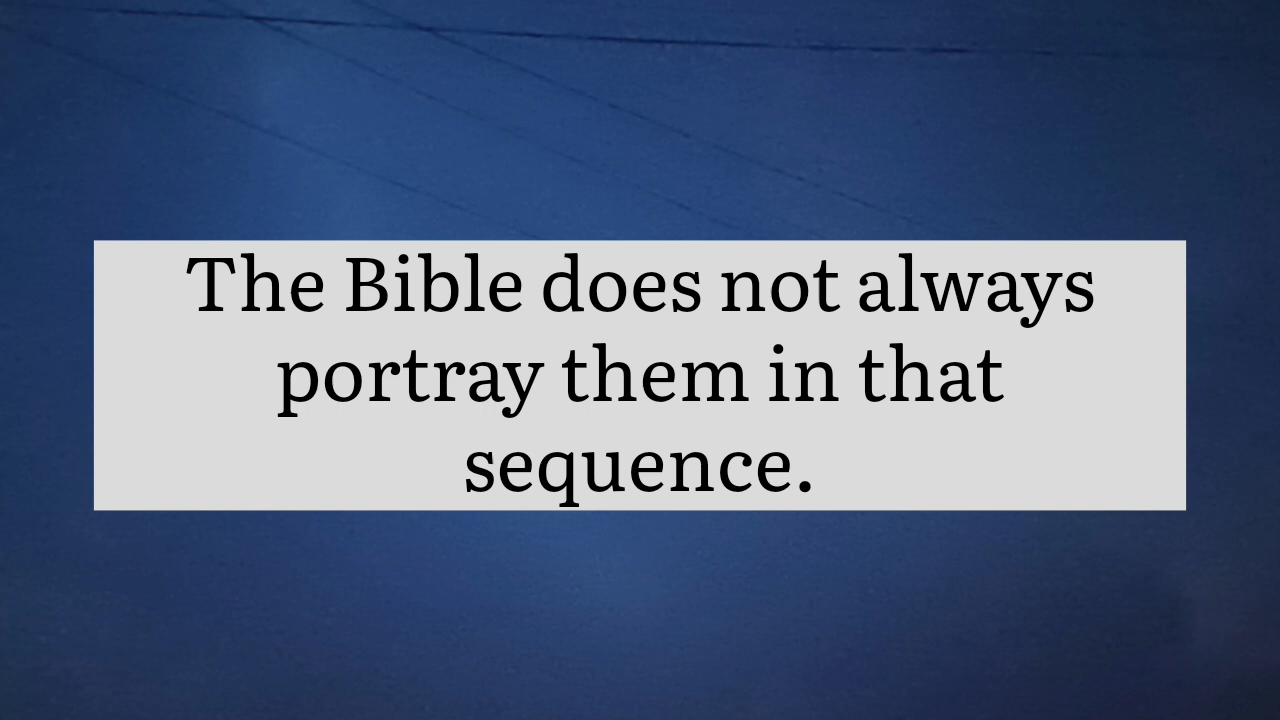 The Bible does not always
portray them in that
sequence.